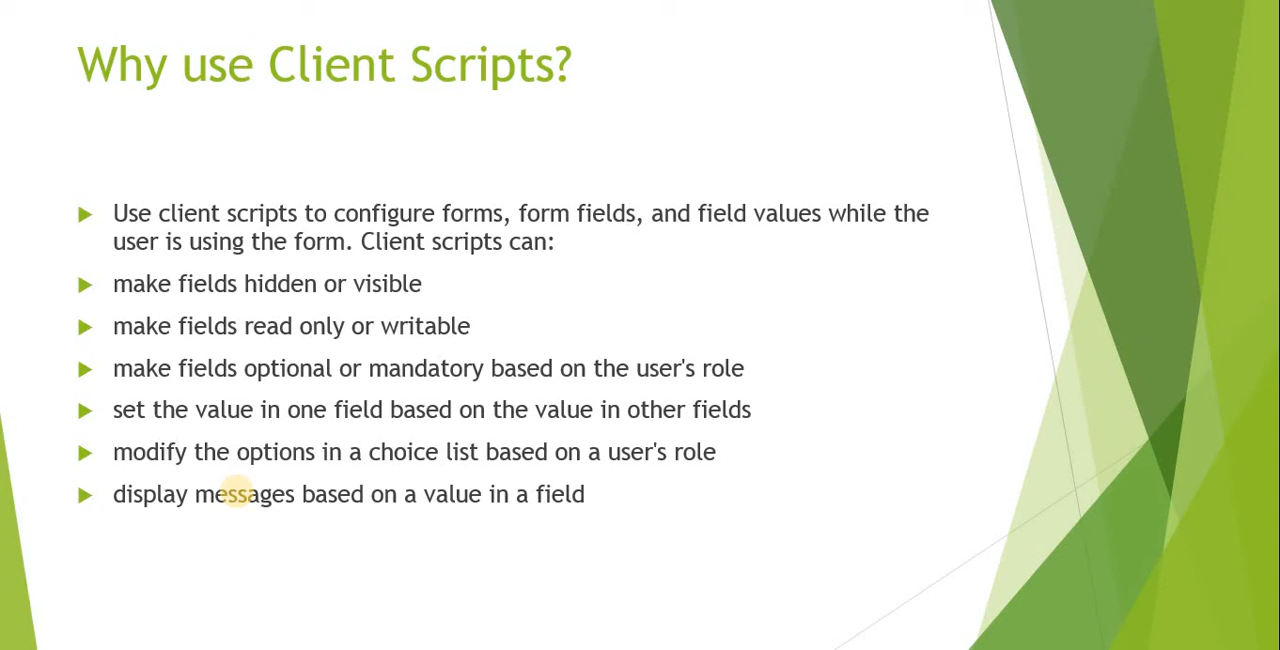 Why use Client Scripts?
Use client scripts to configure forms, form fields, and field values while the
user is using the form. Client scripts can:
make fields hidden or visible
make fields read only or writable
make fields optional or mandatory based on the user's role
set the value in one field based on the value in other fields
modify the options in a choice list based on a user's role
display messages based on a value in a field